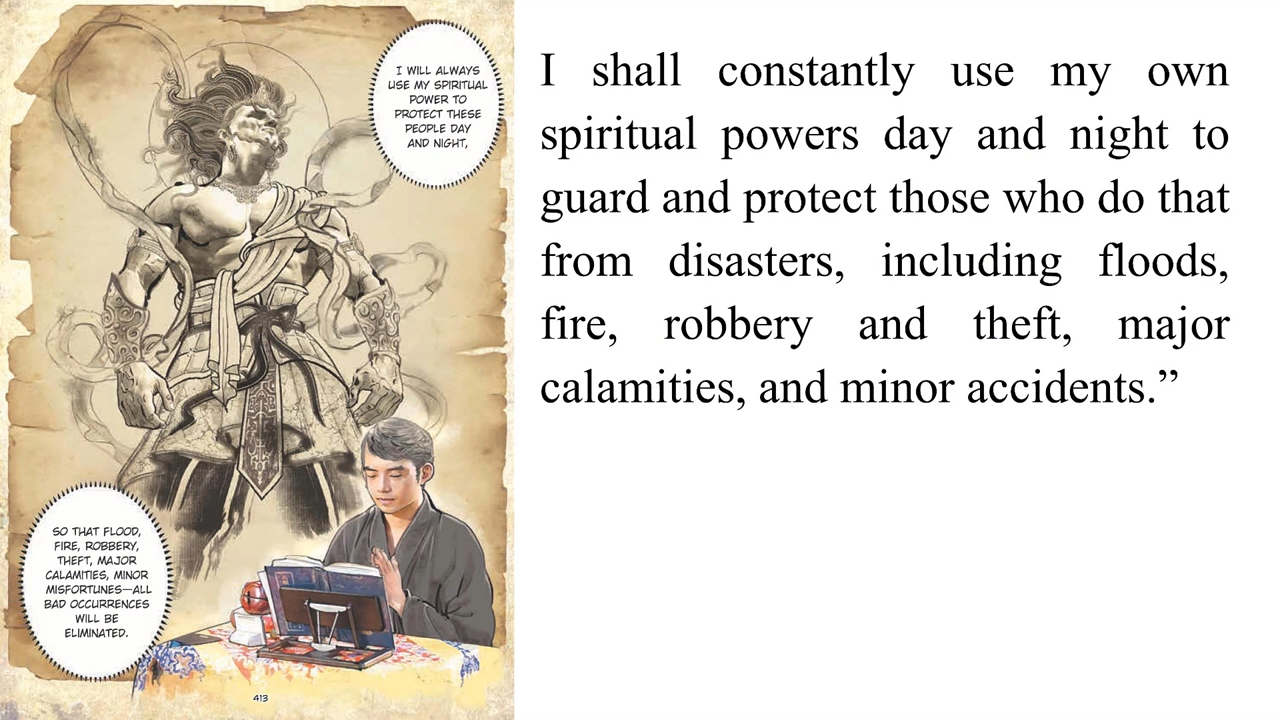 I WILL ALWAYS
USE MY SPIRITUAL
POWER TO
PROTECT THESE
PEOPLE DAY
AND NIGHT,
SO THAT FLOOD,
FIRE, ROBBERY,
THEFT, MAJOR
CALAMITIES, MINOR
MISFORTUNES—ALL
BAD OCCURRENCES
WILL BE
ELIMINATED.
413
I shall constantly use my own
spiritual powers day and night to
guard and protect those who do that
from disasters, including floods,
fire, robbery and theft, major
calamities, and minor accidents.”